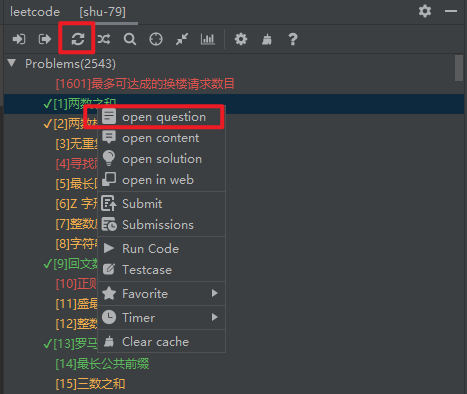 leetcode [shu-79]
Problems(2543)
[1601]最多可达成的换楼请求数目
✓[1]两数之和
open question
✓[2]两数
open content
[3]无重
open solution
[4]寻找
open in web
[5]最长
[6]Z 字形
Submit
[7]整数
Submissions
[8]字符
Run Code
✓[9]回文数
Testcase
[10]正则
Favorite
[11]盛最
[12]整数
Timer
✓[13]罗马
Clear cache
[14]最长公共前缀
[15]三数之和